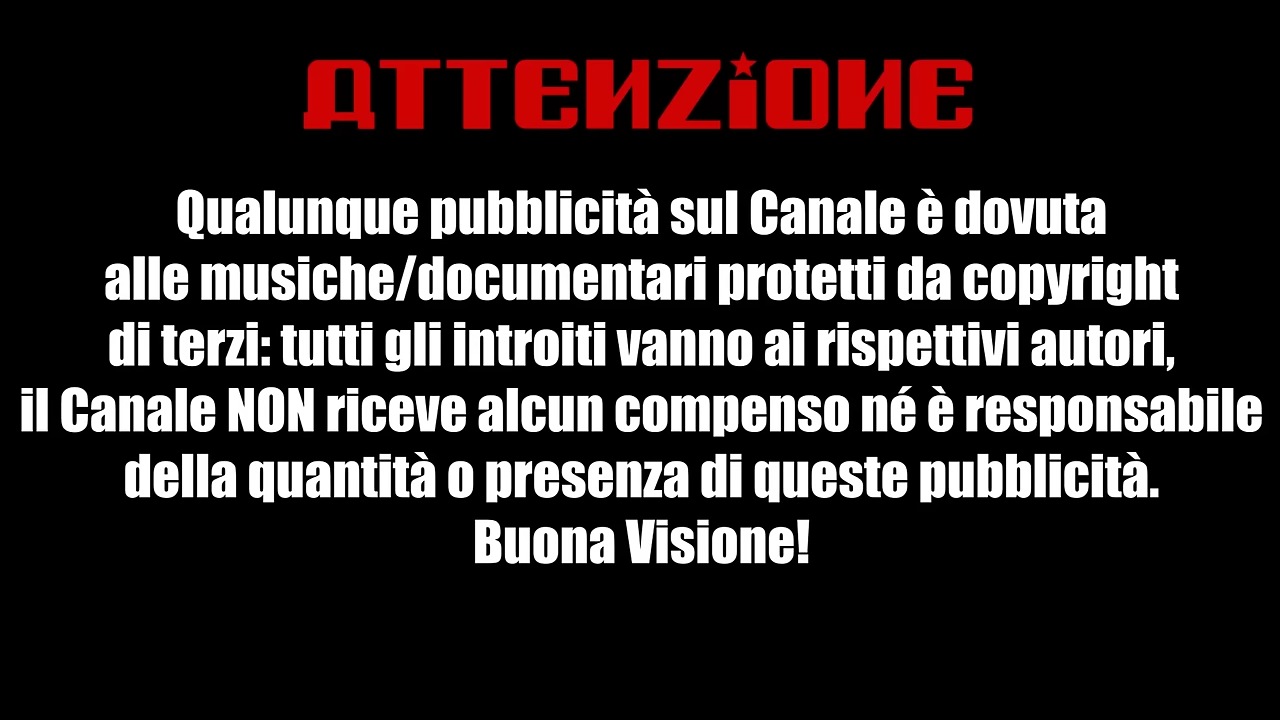 ATTENZiONE
Qualunque pubblicità sul Canale è dovuta
alle musiche/documentari protetti da copyright
di terzi: tutti gli introiti vanno ai rispettivi autori,
il Canale NON riceve alcun compenso né è responsabile
della quantità o presenza di queste pubblicità.
Buona Visione!